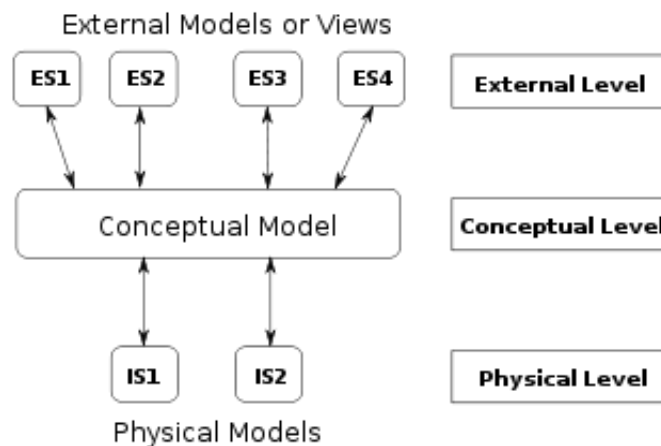 External Models or Views
ES1 ES2 ES3 ES4 External Level
Conceptual Model Conceptual Level
IS1 IS2 Physical Level
Physical Models